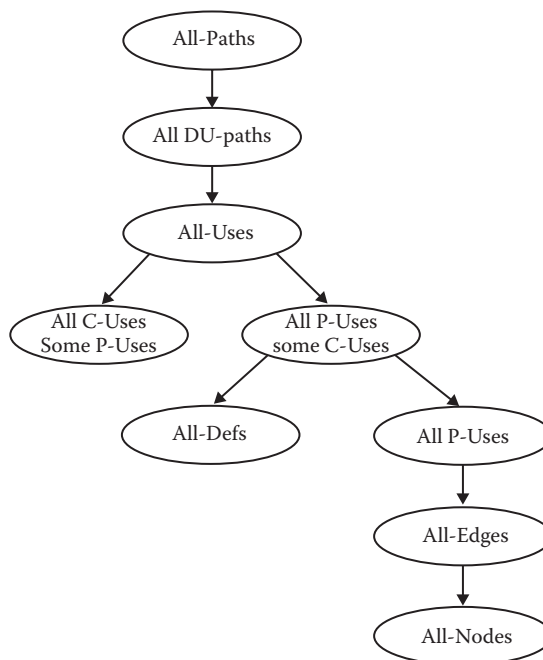 All-Paths
All DU-paths
All-Uses
All C-Uses
Some P-Uses
All P-Uses
some C-Uses
All-Defs
All P-Uses
All-Edges
All-Nodes